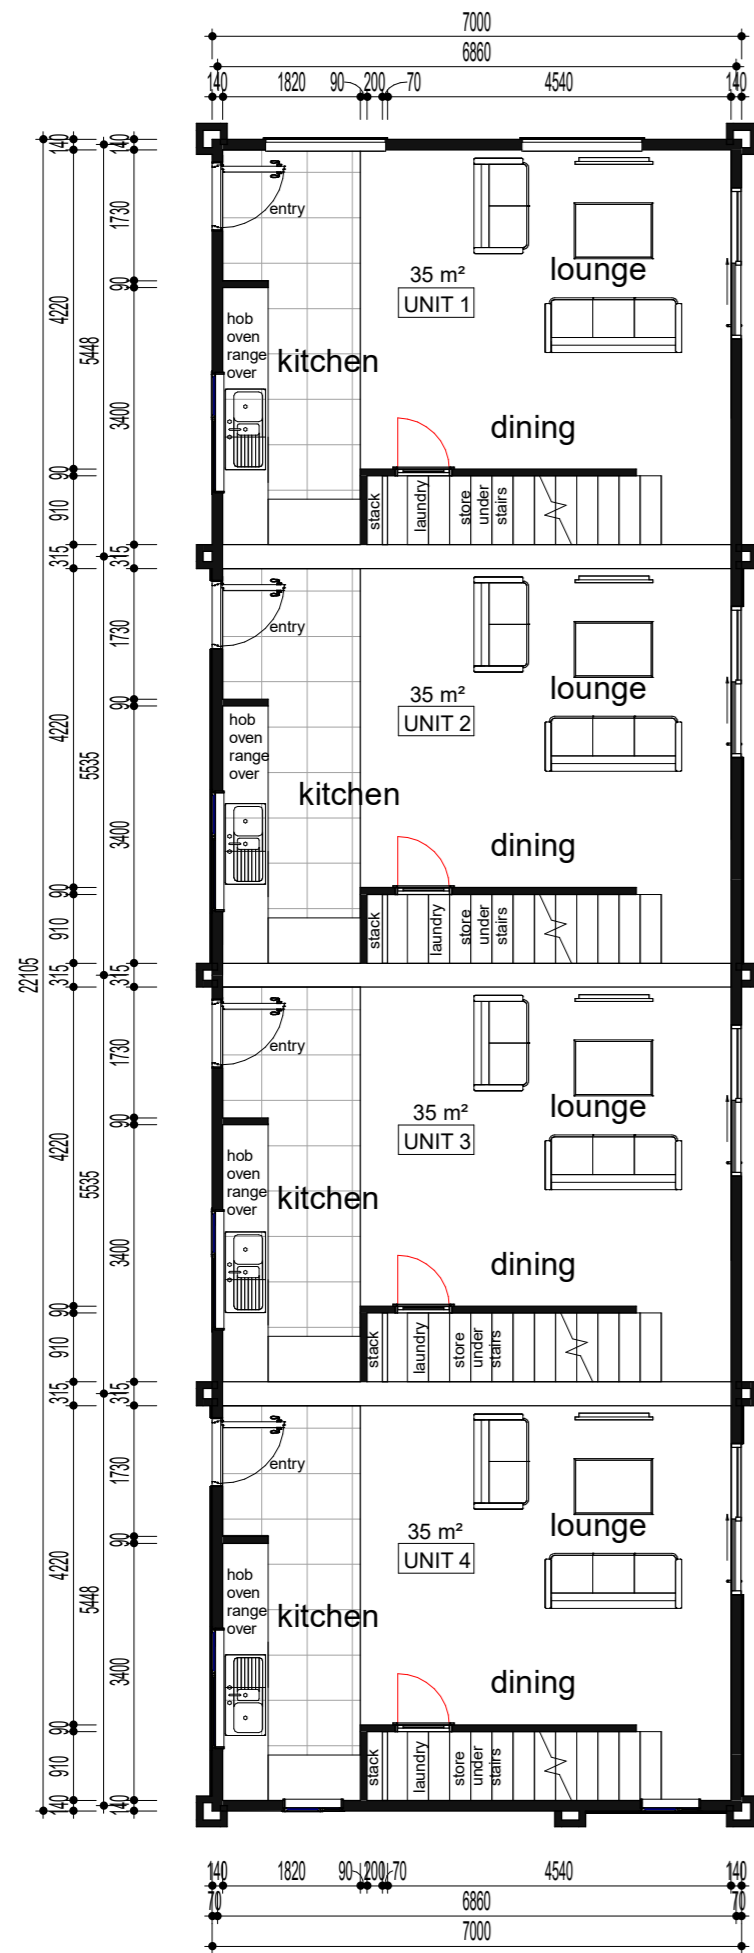 7000
6860
140 1820 90 200 70 4540 140
140 140
1730
90
4220
5448
3400
90
910
315 315
entry
35 m²
UNIT 1
lounge
hob
oven
range
over
kitchen
dining
stack
laundry
store
under
stairs
1730
90
4220
5535
3400
90
910
22105
315 315
entry
35 m²
UNIT 2
lounge
hob
oven
range
over
kitchen
dining
stack
laundry
store
under
stairs
1730
90
4220
5535
3400
90
910
315 315
entry
35 m²
UNIT 3
lounge
hob
oven
range
over
kitchen
dining
stack
laundry
store
under
stairs
1730
90
4220
5448
3400
90
910
140 140
entry
35 m²
UNIT 4
lounge
hob
oven
range
over
kitchen
dining
stack
laundry
store
under
stairs
140 1820 90 200 70 4540 140
70 6860 70
7000